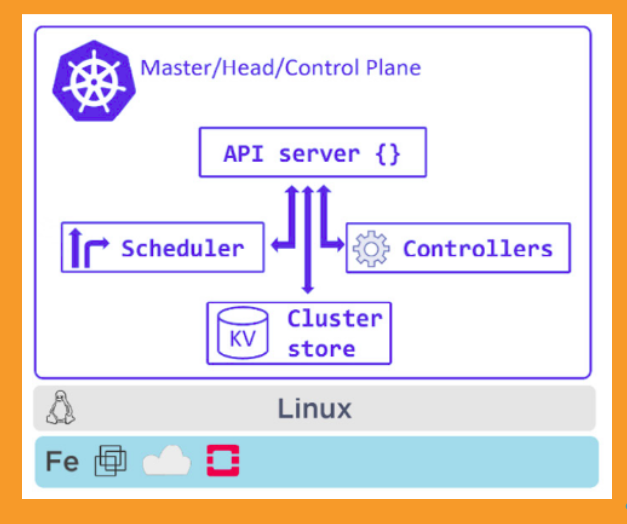 Master/Head/Control Plane
API server {}
Scheduler
Controllers
KV
Cluster
store
Linux
Fe